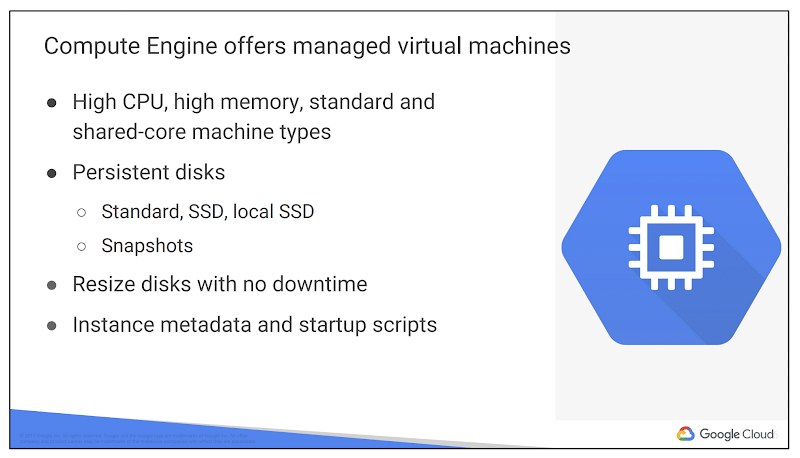 Compute Engine offers managed virtual machines
● High CPU, high memory, standard and
shared-core machine types
● Persistent disks
○ Standard, SSD, local SSD
○ Snapshots
● Resize disks with no downtime
● Instance metadata and startup scripts
Google Cloud